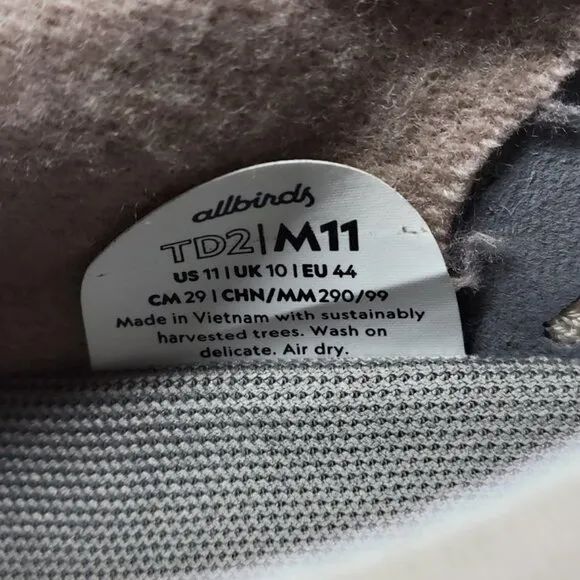 allbirds
TD2 | M11
US 11 | UK 10 | EU 44
CM 29 | CHN/MM 290/99
Made in Vietnam with sustainably
harvested trees. Wash on
delicate. Air dry.